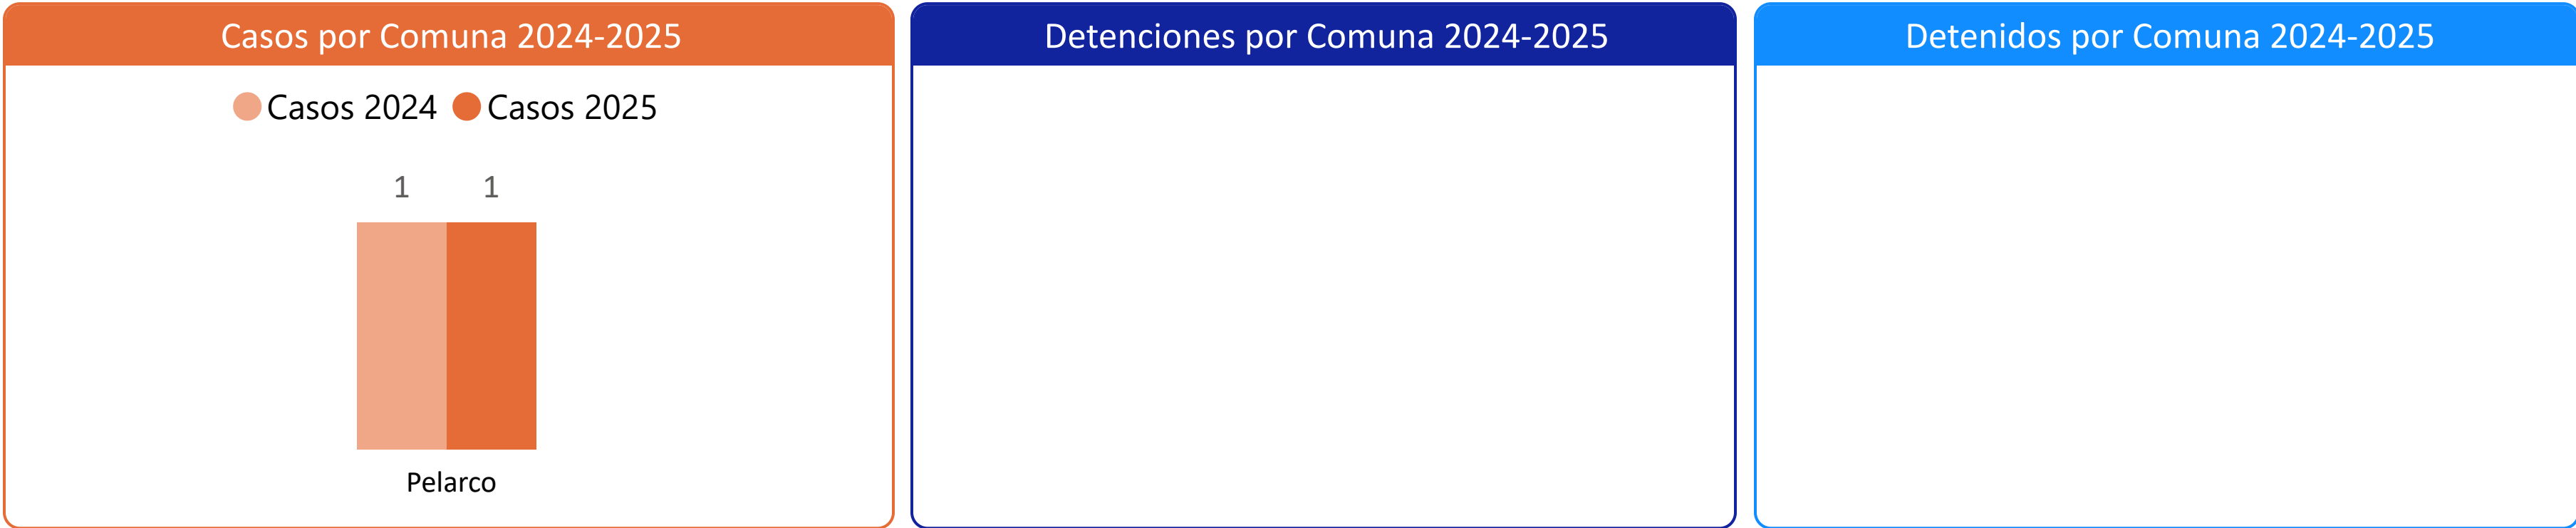 Casos por Comuna 2024-2025
Casos 2024 Casos 2025
1 1
Pelarco
Detenciones por Comuna 2024-2025
Detenidos por Comuna 2024-2025